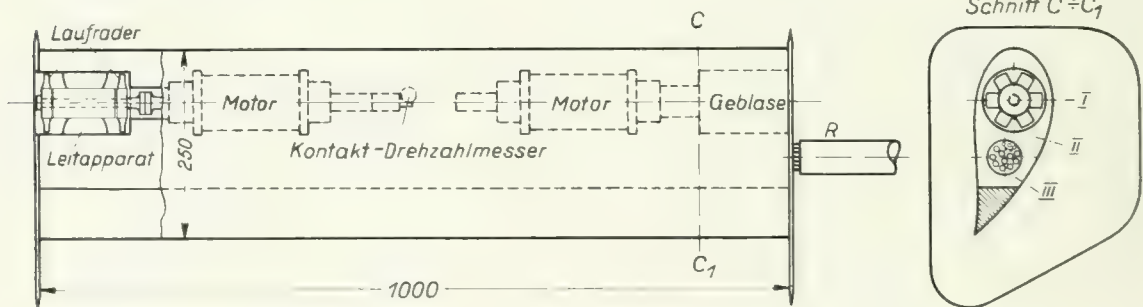 Schnitt C÷C1
C
Laufräder
Motor
Motor
Gebläse
I
R
Leitapparat
250
Kontakt-Drehzahlmesser
II
III
C1
1000